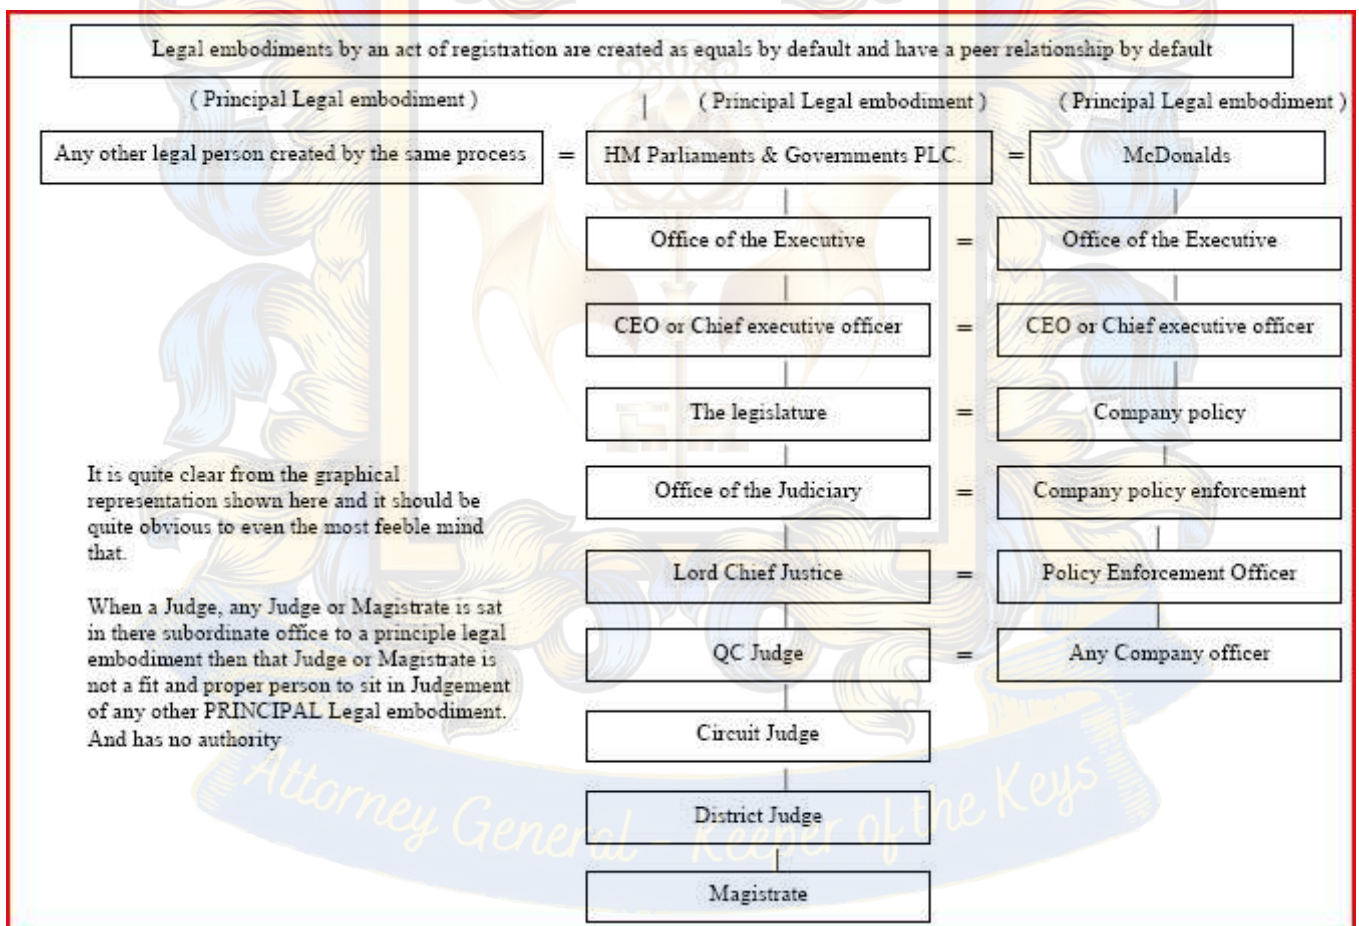 Legal embodiments by an act of registration are created as equals by default and have a peer relationship by default
( Principal Legal embodiment ) | ( Principal Legal embodiment ) ( Principal Legal embodiment )
Any other legal person created by the same process = HM Parliaments & Governments PLC. = McDonalds
Office of the Executive = Office of the Executive
CEO or Chief executive officer = CEO or Chief executive officer
The legislature = Company policy
Office of the Judiciary = Company policy enforcement
Lord Chief Justice = Policy Enforcement Officer
QC Judge = Any Company officer
Circuit Judge
District Judge
Magistrate
It is quite clear from the graphical
representation shown here and it should be
quite obvious to even the most feeble mind
that.
When a Judge, any Judge or Magistrate is sat
in there subordinate office to a principle legal
embodiment then that Judge or Magistrate is
not a fit and proper person to sit in Judgement
of any other PRINCIPAL Legal embodiment.
And has no authority
Attorney General - Keeper of the Keys